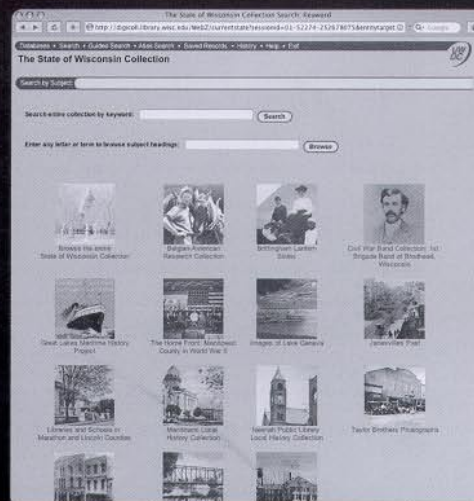 The State of Wisconsin Collection Search: Keyword
Databases • Search • Guided Search • Alias Search • Saved Records • History • Help • Exit
The State of Wisconsin Collection
Search by Subject
Search entire collection by keyword:
Search
Enter any letter or term to browse subject headings:
Browse
Browse the entire
State of Wisconsin Collection
Belgian-American
Research Collection
Brittingham Lantern
Slides
Civil War Band Collection: 1st
Brigade Band of Brodhead,
Wisconsin
Great Lakes Maritime History
Project
The Home Front: Manitowoc
County in World War II
Images of Lake Geneva
Janesville Past
Libraries and Schools in
Marathon and Lincoln Counties
Manitowoc Local
History Collection
Neenah Public Library
Local History Collection
Taylor Brothers Photographs